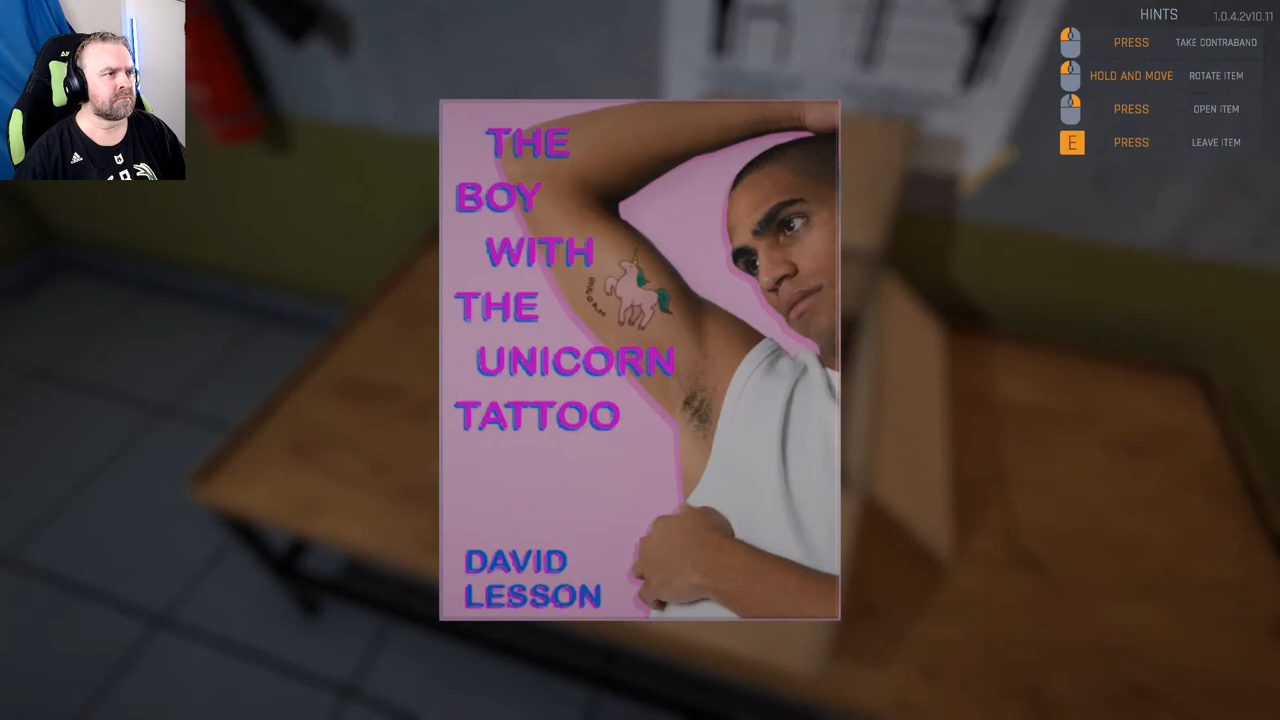 HINTS
1.0.4.2v10.11
PRESS TAKE CONTRABAND
HOLD AND MOVE ROTATE ITEM
PRESS OPEN ITEM
E PRESS LEAVE ITEM
THE
BOY
WITH
THE
UNICORN
TATTOO
DAVID
LESSON